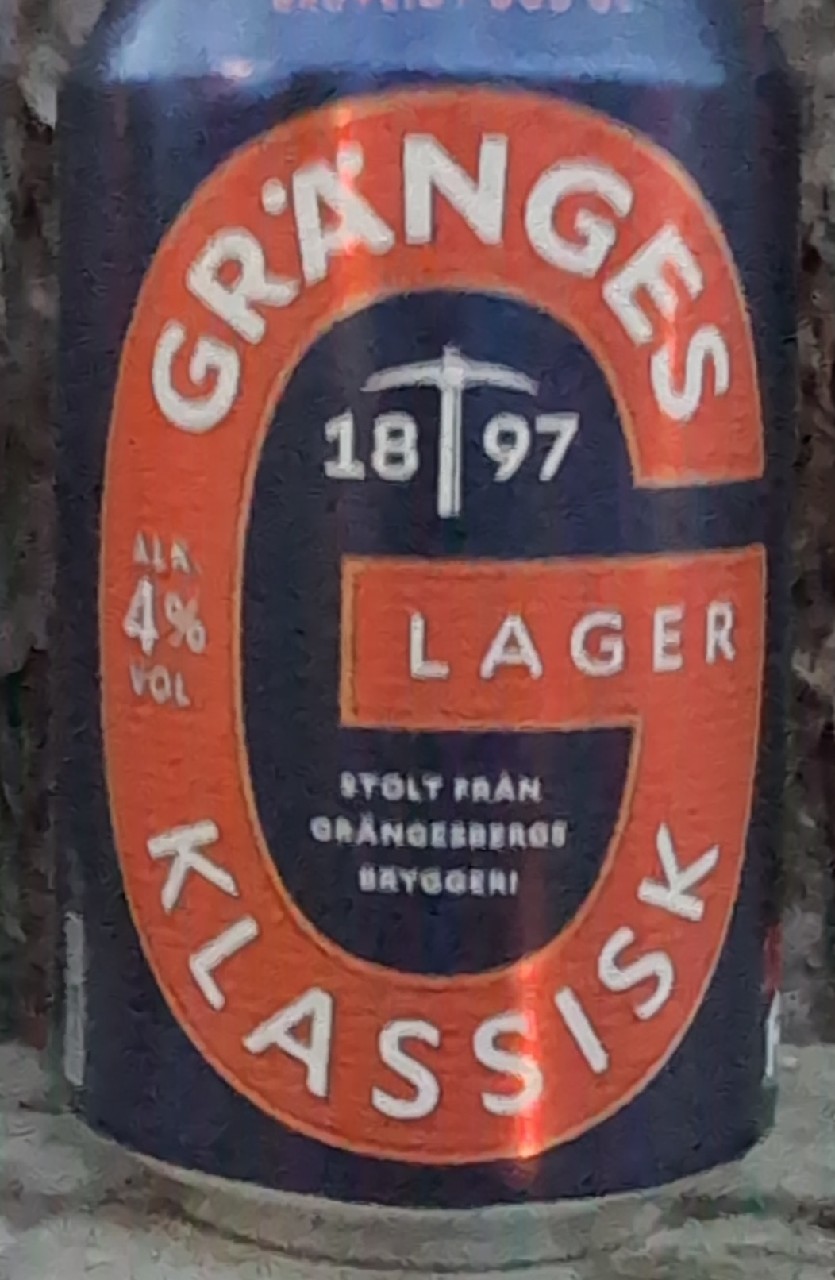 GRÄNGES
18 97
LAGER
ALK.
4%
VOL
STOLT FRÅN
GRÄNGESBERGS
BRYGGERI
KLASSISK